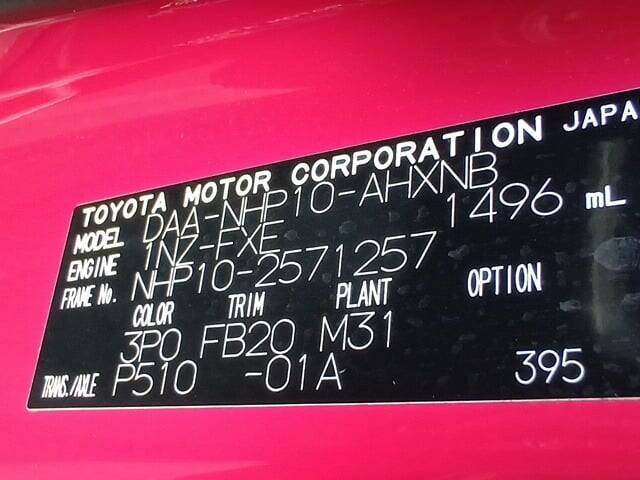 TOYOTA MOTOR CORPORATION JAPA
MODEL DAA-NHP10-AHXNB
ENGINE 1NZ-FXE 1496 mL
FRAME No. NHP10-2571257
COLOR TRIM PLANT OPTION
3P0 FB20 M31
TRANS./AXLE P510 -01A 395